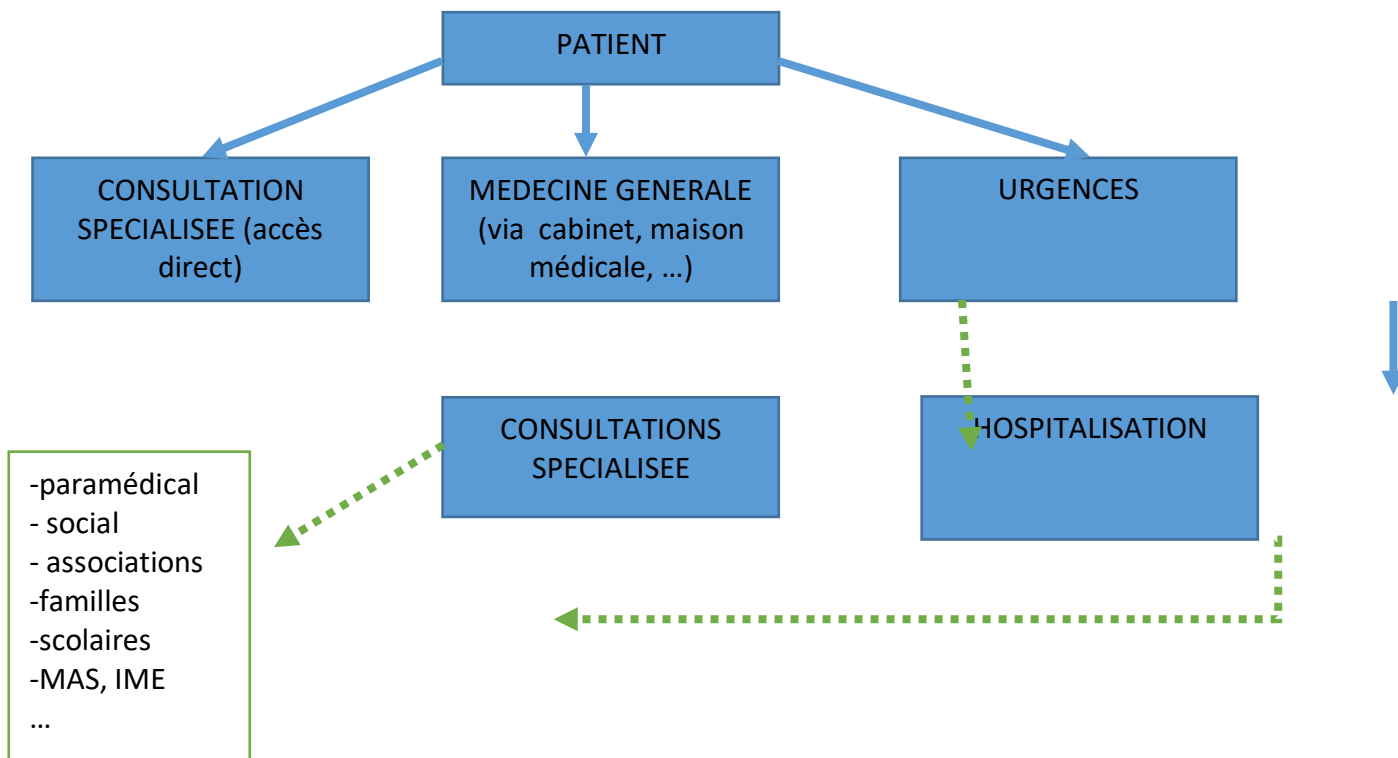 PATIENT
CONSULTATION
SPECIALISEE (accès
direct)
MEDECINE GENERALE
(via  cabinet, maison
médicale, …)
URGENCES
CONSULTATIONS
SPECIALISEE
HOSPITALISATION
-paramédical
- social
- associations
-familles
-scolaires
-MAS, IME
…